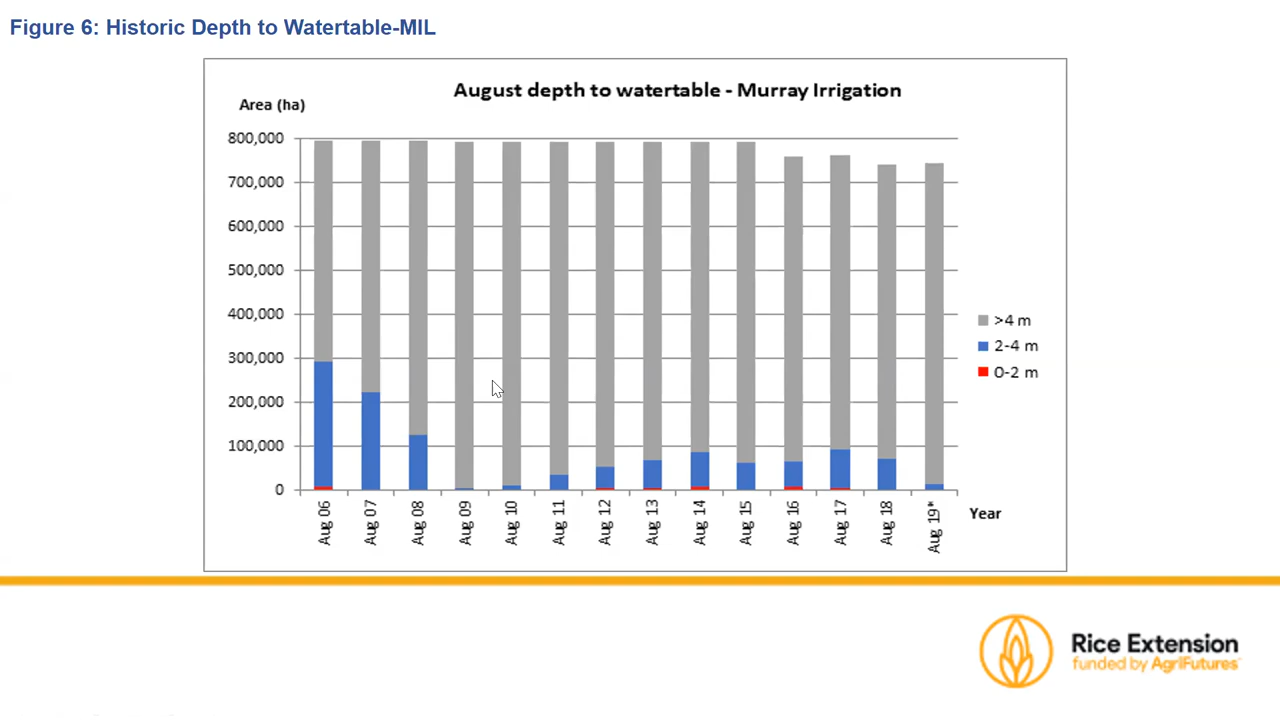 Figure 6: Historic Depth to Watertable-MIL
August depth to watertable - Murray Irrigation
Area (ha)
800,000
700,000
600,000
500,000
400,000
300,000
200,000
100,000
0
Aug 06
Aug 07
Aug 08
Aug 09
Aug 10
Aug 11
Aug 12
Aug 13
Aug 14
Aug 15
Aug 16
Aug 17
Aug 18
Aug 19*
Year
>4 m
2-4 m
0-2 m
Rice Extension
funded by AgriFutures